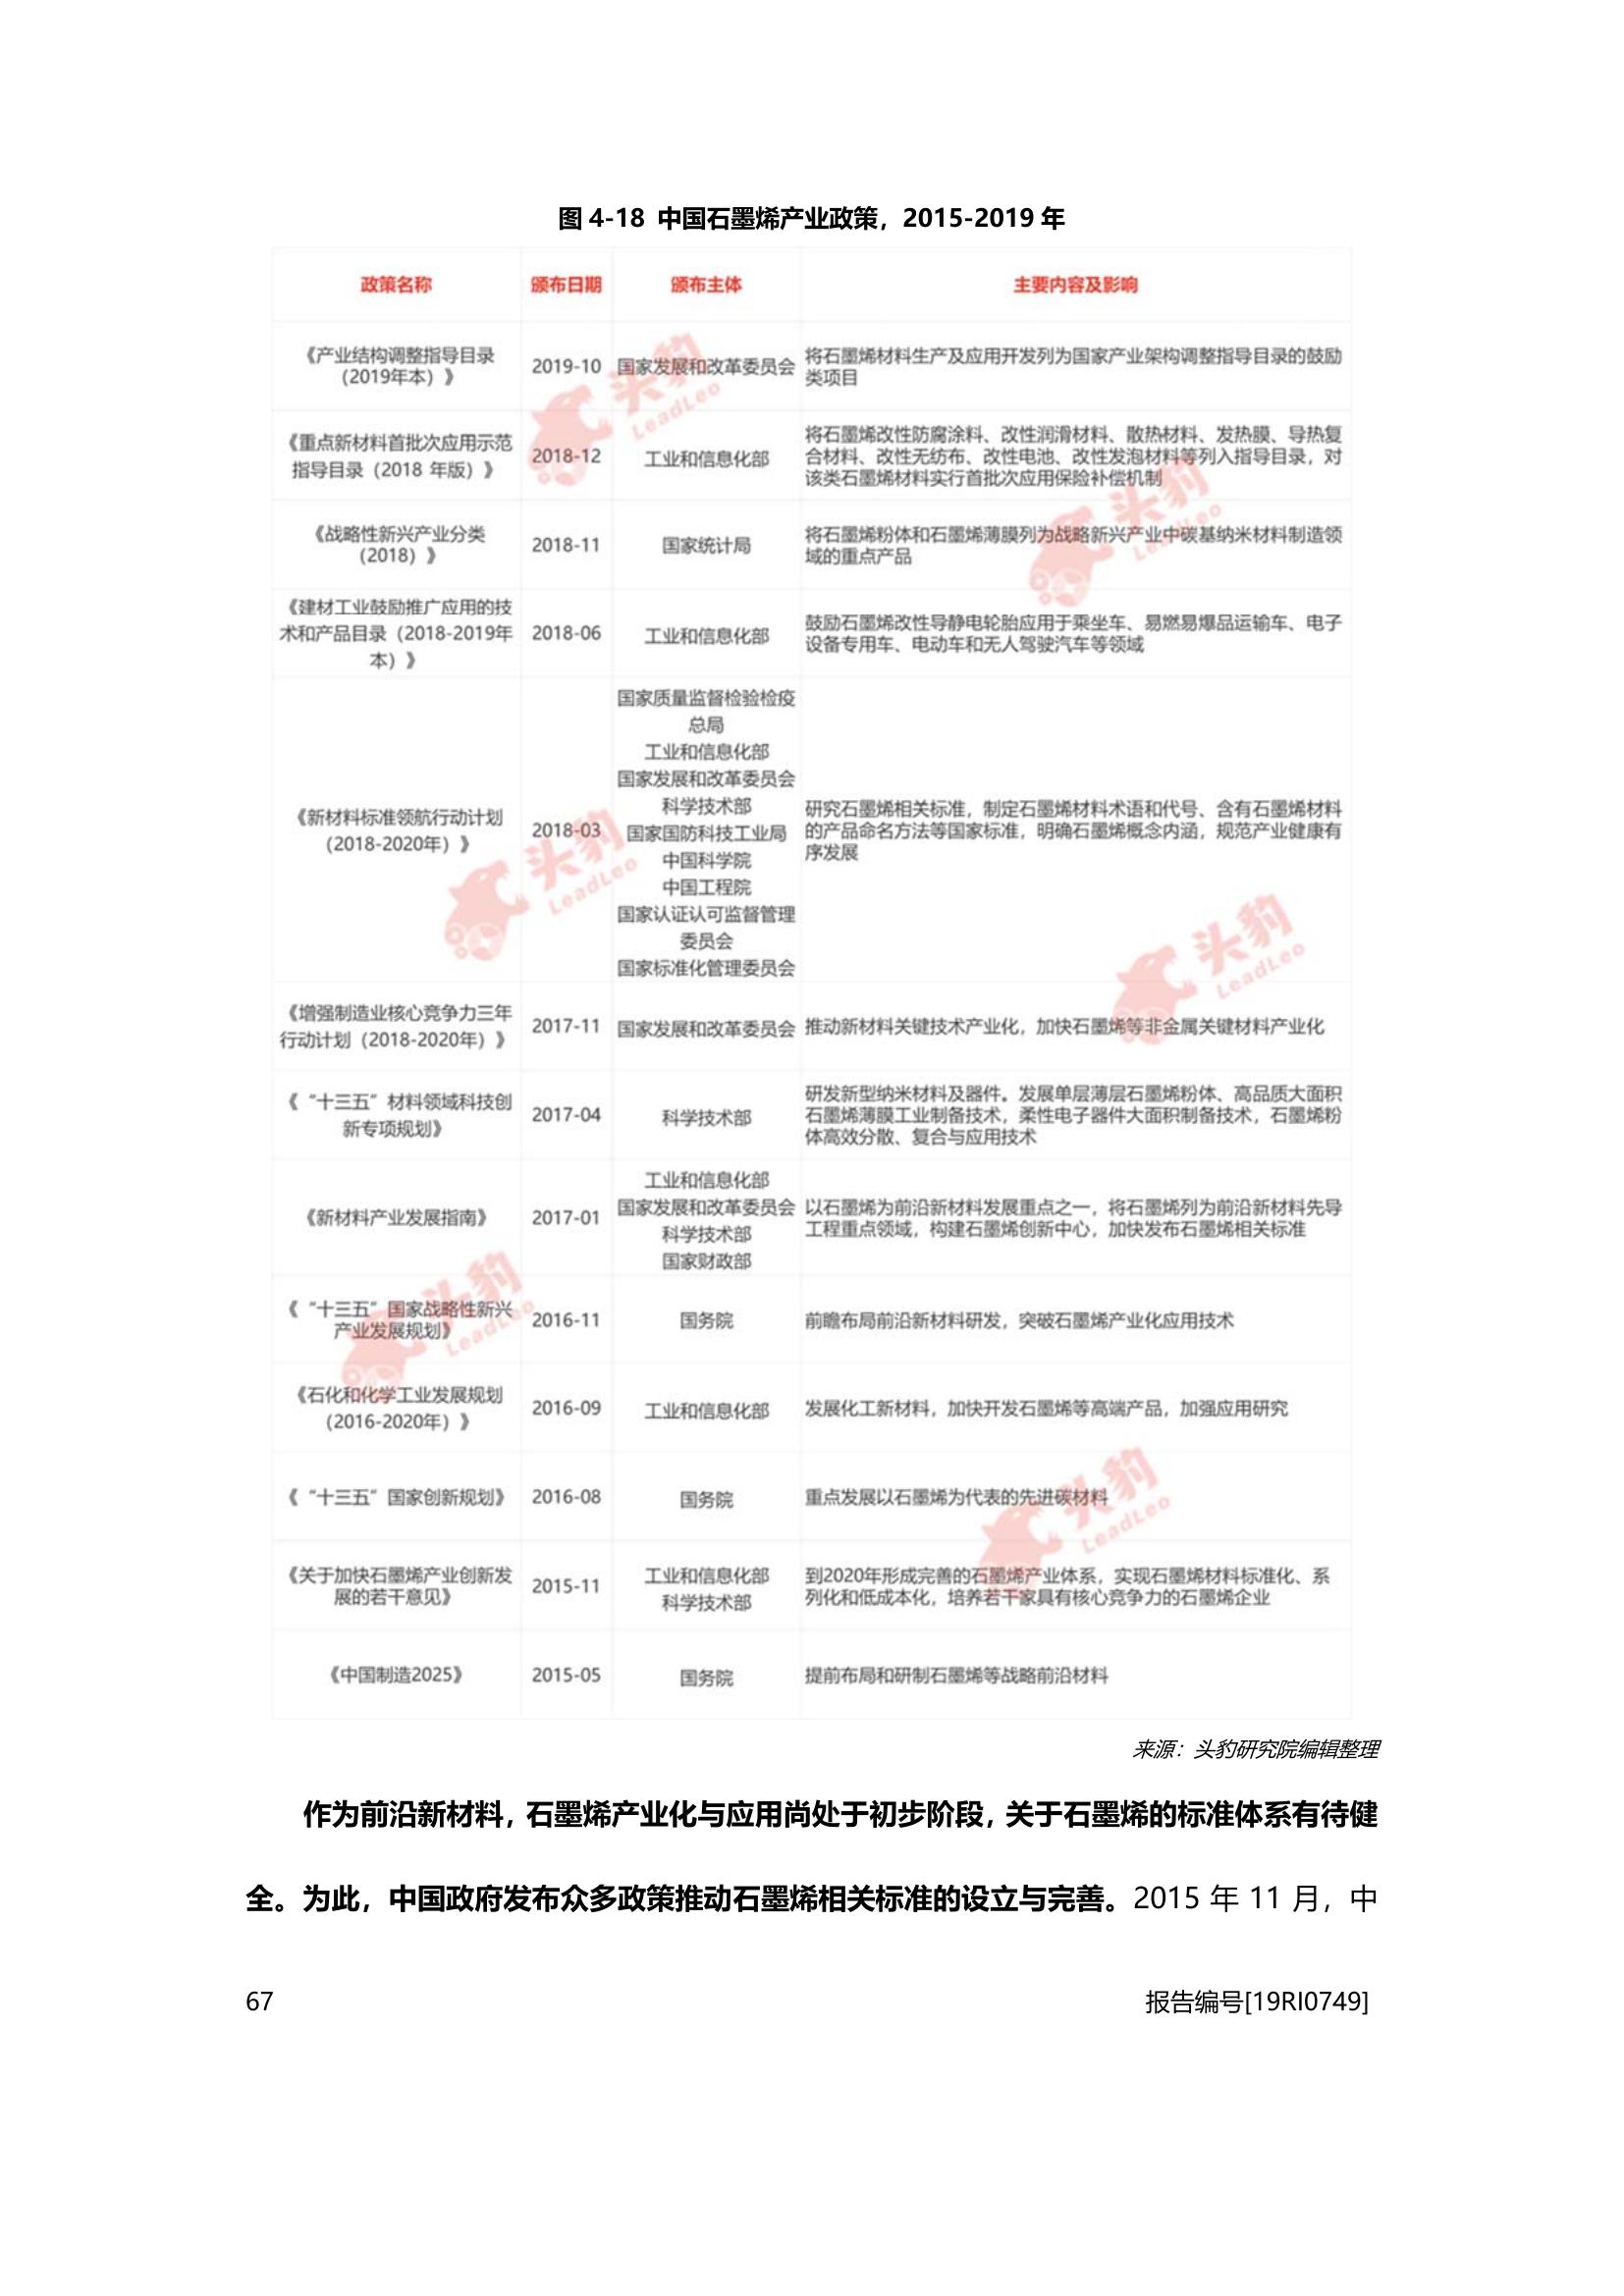 图 4-18 中国石墨烯产业政策，2015-2019 年
政策名称
颁布日期
颁布主体
主要内容及影响
《产业结构调整指导目录
（2019年本）》
2019-10
国家发展和改革委员会
将石墨烯材料生产及应用开发列为国家产业架构调整指导目录的鼓励
类项目
《重点新材料首批次应用示范
指导目录（2018 年版）》
2018-12
工业和信息化部
将石墨烯改性防腐涂料、改性润滑材料、散热材料、发热膜、导热复
合材料、改性无纺布、改性电池、改性发泡材料等列入指导目录，对
该类石墨烯材料实行首批次应用保险补偿机制
《战略性新兴产业分类
（2018）》
2018-11
国家统计局
将石墨烯粉体和石墨烯薄膜列为战略新兴产业中碳基纳米材料制造领
域的重点产品
《建材工业鼓励推广应用的技
术和产品目录（2018-2019年
本）》
2018-06
工业和信息化部
鼓励石墨烯改性导静电轮胎应用于乘坐车、易燃易爆品运输车、电子
设备专用车、电动车和无人驾驶汽车等领域
《新材料标准领航行动计划
（2018-2020年）》
2018-03
国家质量监督检验检疫
总局
工业和信息化部
国家发展和改革委员会
科学技术部
国家国防科技工业局
中国科学院
中国工程院
国家认证认可监督管理
委员会
国家标准化管理委员会
研究石墨烯相关标准，制定石墨烯材料术语和代号、含有石墨烯材料
的产品命名方法等国家标准，明确石墨烯概念内涵，规范产业健康有
序发展
《增强制造业核心竞争力三年
行动计划（2018-2020年）》
2017-11
国家发展和改革委员会
推动新材料关键技术产业化，加快石墨烯等非金属关键材料产业化
《“十三五”材料领域科技创
新专项规划》
2017-04
科学技术部
研发新型纳米材料及器件。发展单层薄层石墨烯粉体、高品质大面积
石墨烯薄膜工业制备技术，柔性电子器件大面积制备技术，石墨烯粉
体高效分散、复合与应用技术
《新材料产业发展指南》
2017-01
工业和信息化部
国家发展和改革委员会
科学技术部
国家财政部
以石墨烯为前沿新材料发展重点之一，将石墨烯列为前沿新材料先导
工程重点领域，构建石墨烯创新中心，加快发布石墨烯相关标准
《“十三五”国家战略性新兴
产业发展规划》
2016-11
国务院
前瞻布局前沿新材料研发，突破石墨烯产业化应用技术
《石化和化学工业发展规划
（2016-2020年）》
2016-09
工业和信息化部
发展化工新材料，加快开发石墨烯等高端产品，加强应用研究
《“十三五”国家创新规划》
2016-08
国务院
重点发展以石墨烯为代表的先进碳材料
《关于加快石墨烯产业创新发
展的若干意见》
2015-11
工业和信息化部
科学技术部
到2020年形成完善的石墨烯产业体系，实现石墨烯材料标准化、系
列化和低成本化，培养若干家具有核心竞争力的石墨烯企业
《中国制造2025》
2015-05
国务院
提前布局和研制石墨烯等战略前沿材料
头豹
LeadLeo
头豹
LeadLeo
头豹
LeadLeo
头豹
LeadLeo
头豹
LeadLeo
头豹
LeadLeo
来源：头豹研究院编辑整理
作为前沿新材料，石墨烯产业化与应用尚处于初步阶段，关于石墨烯的标准体系有待健
全。为此，中国政府发布众多政策推动石墨烯相关标准的设立与完善。2015 年 11 月，中
67
报告编号[19RI0749]